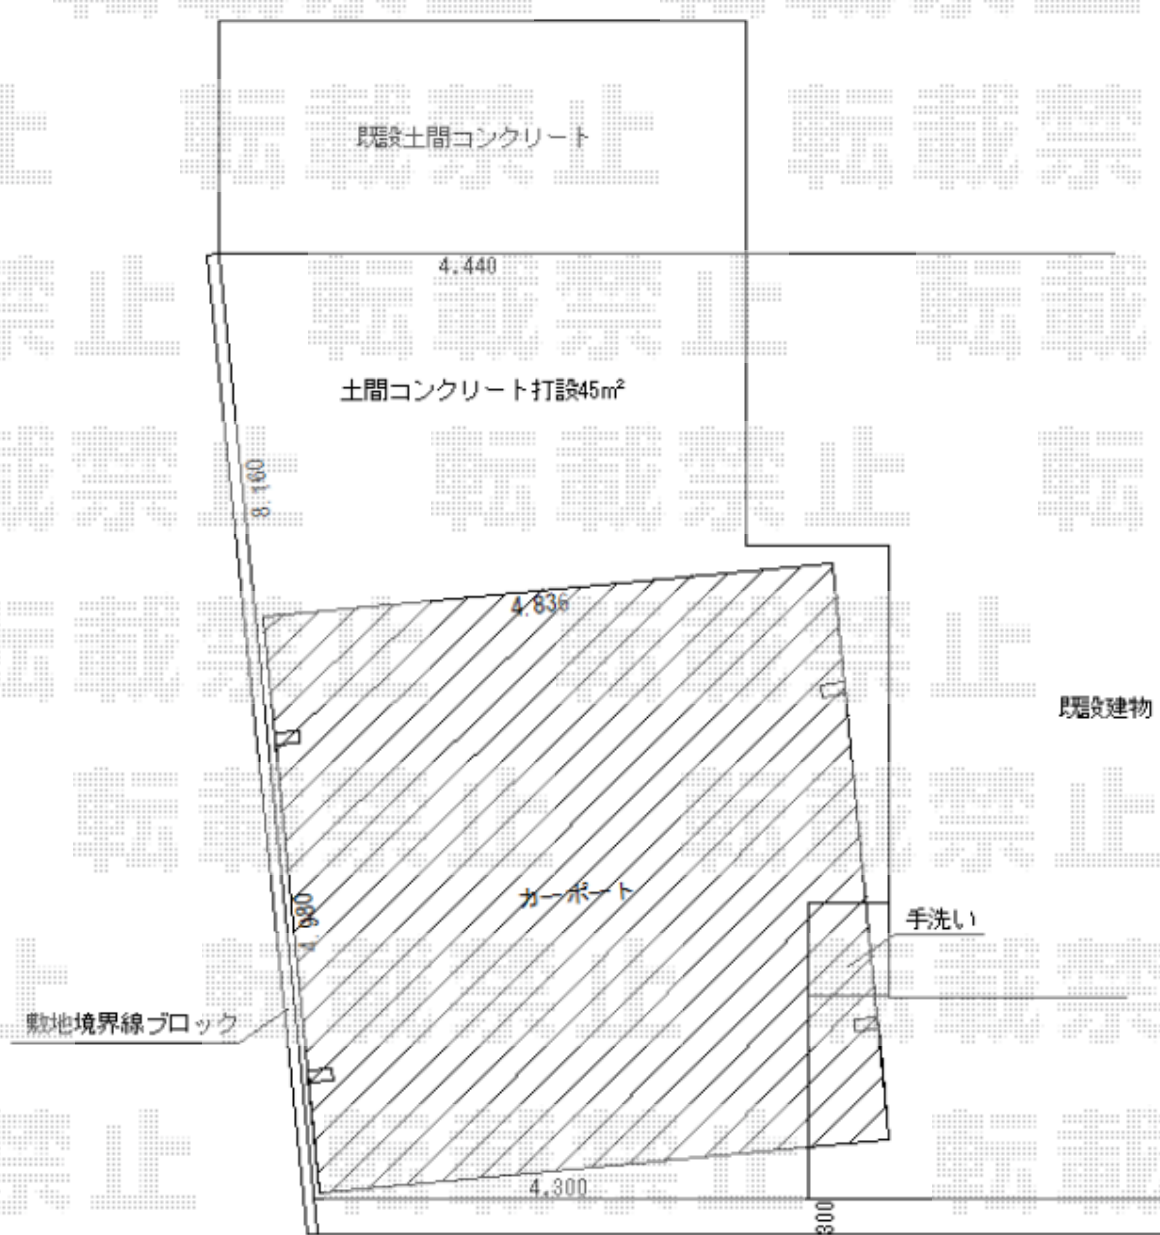 既設土間コンクリート
4.440
土間コンクリート打設45㎡
8.160
4.836
既設建物
カーポート
4.980
手洗い
敷地境界線ブロック
4.300
300
転載禁止